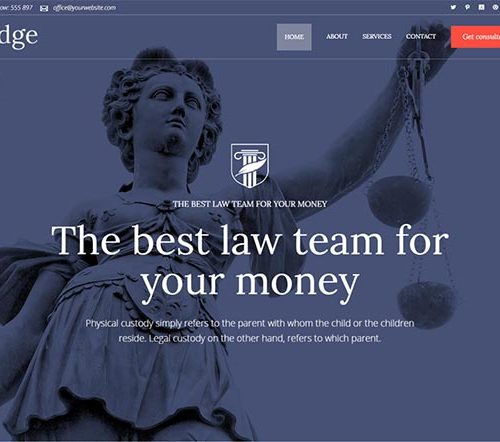 ow: 555 897 office@yourwebsite.com
dge
HOME ABOUT SERVICES CONTACT Get consulta
THE BEST LAW TEAM FOR YOUR MONEY
The best law team for
your money
Physical custody simply refers to the parent with whom the child or the children
reside. Legal custody on the other hand, refers to which parent.